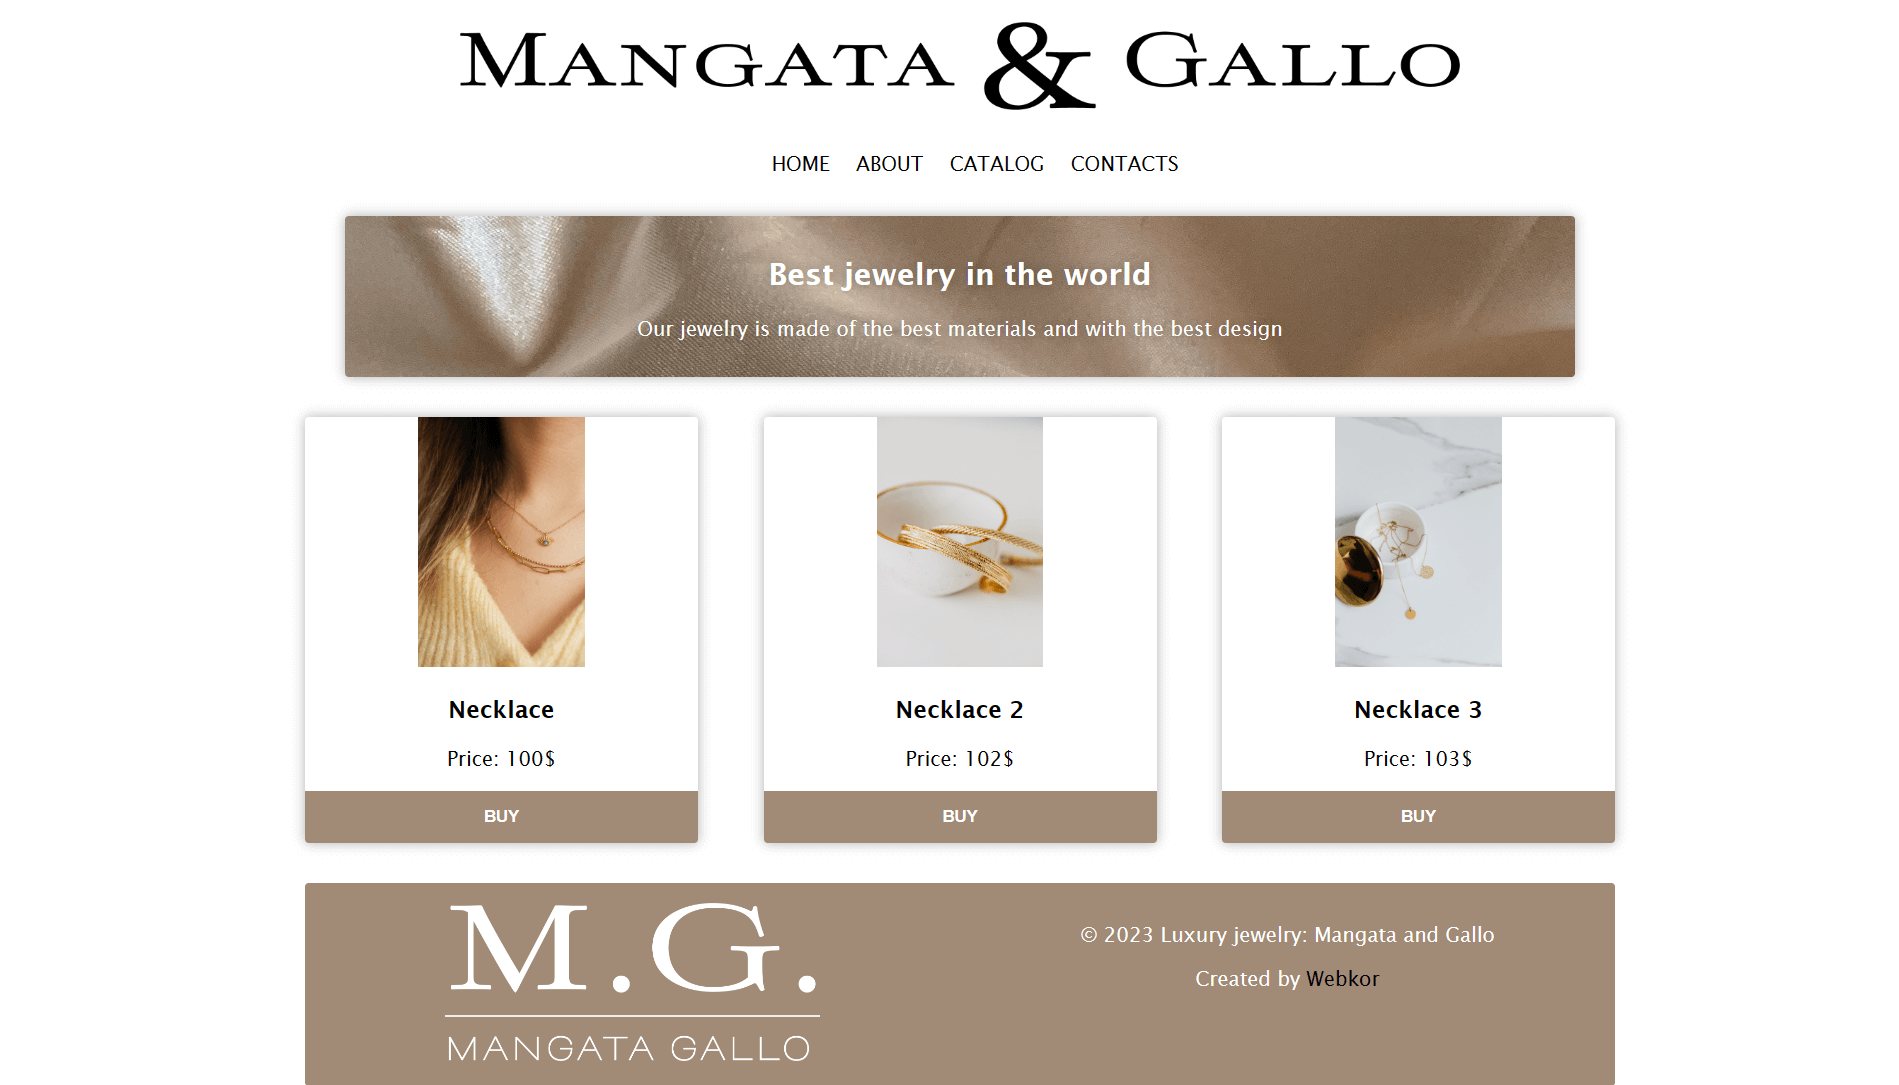 MANGATA & GALLO
HOME ABOUT CATALOG CONTACTS
Best jewelry in the world
Our jewelry is made of the best materials and with the best design
Necklace
Price: 100$
BUY
Necklace 2
Price: 102$
BUY
Necklace 3
Price: 103$
BUY
M.G.
MANGATA GALLO
© 2023 Luxury jewelry: Mangata and Gallo
Created by Webkor